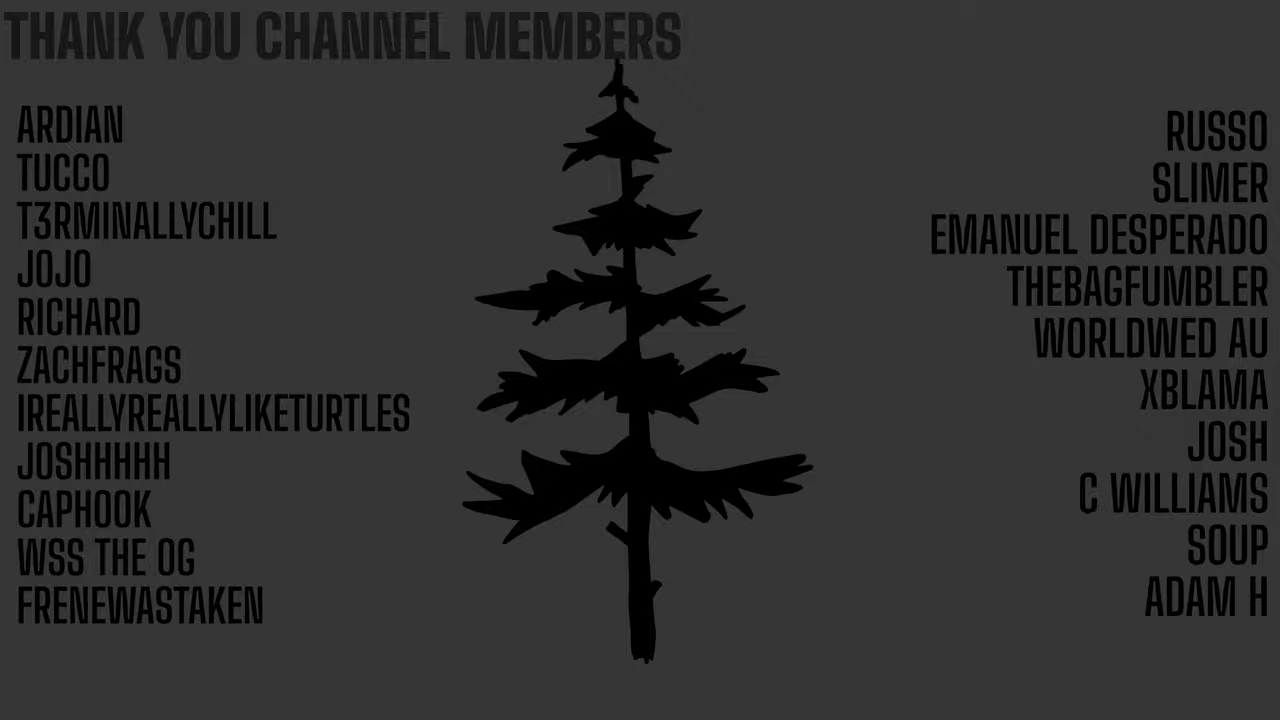 THANK YOU CHANNEL MEMBERS
ARDIAN
TUCCO
T3RMINALLYCHILL
JOJO
RICHARD
ZACHFRAGS
IREALLYREALLYLIKETURTLES
JOSHHHHH
CAPHOOK
WSS THE OG
FRENEWASTAKEN
RUSSO
SLIMER
EMANUEL DESPERADO
THEBAGFUMBLER
WORLDWED AU
XBLAMA
JOSH
C WILLIAMS
SOUP
ADAM H